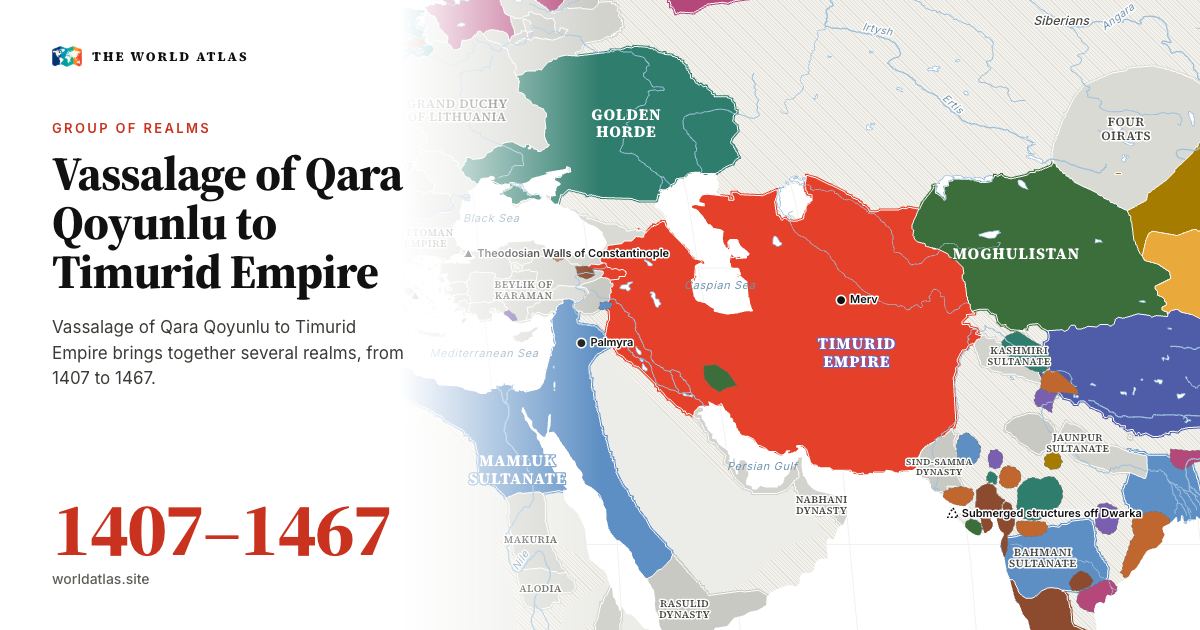 THE WORLD ATLAS
GROUP OF REALMS
Vassalage of Qara
Qoyunlu to
Timurid Empire
Vassalage of Qara Qoyunlu to Timurid
Empire brings together several realms, from
1407 to 1467.
1407–1467
worldatlas.site
Siberians
Angara
Irtysh
Ertis
GRAND DUCHY
OF LITHUANIA
GOLDEN
HORDE
FOUR
OIRATS
Black Sea
OTTOMAN
EMPIRE
Theodosian Walls of Constantinople
MOGHULISTAN
BEYLIK OF
KARAMAN
Caspian Sea
Merv
Palmyra
Mediterranean Sea
TIMURID
EMPIRE
KASHMIRI
SULTANATE
JAUNPUR
SULTANATE
MAMLUK
SULTANATE
Persian Gulf
SIND-SAMMA
DYNASTY
NABHANI
DYNASTY
Submerged structures off Dwarka
MAKURIA
Nile
BAHMANI
SULTANATE
ALODIA
RASULID
DYNASTY